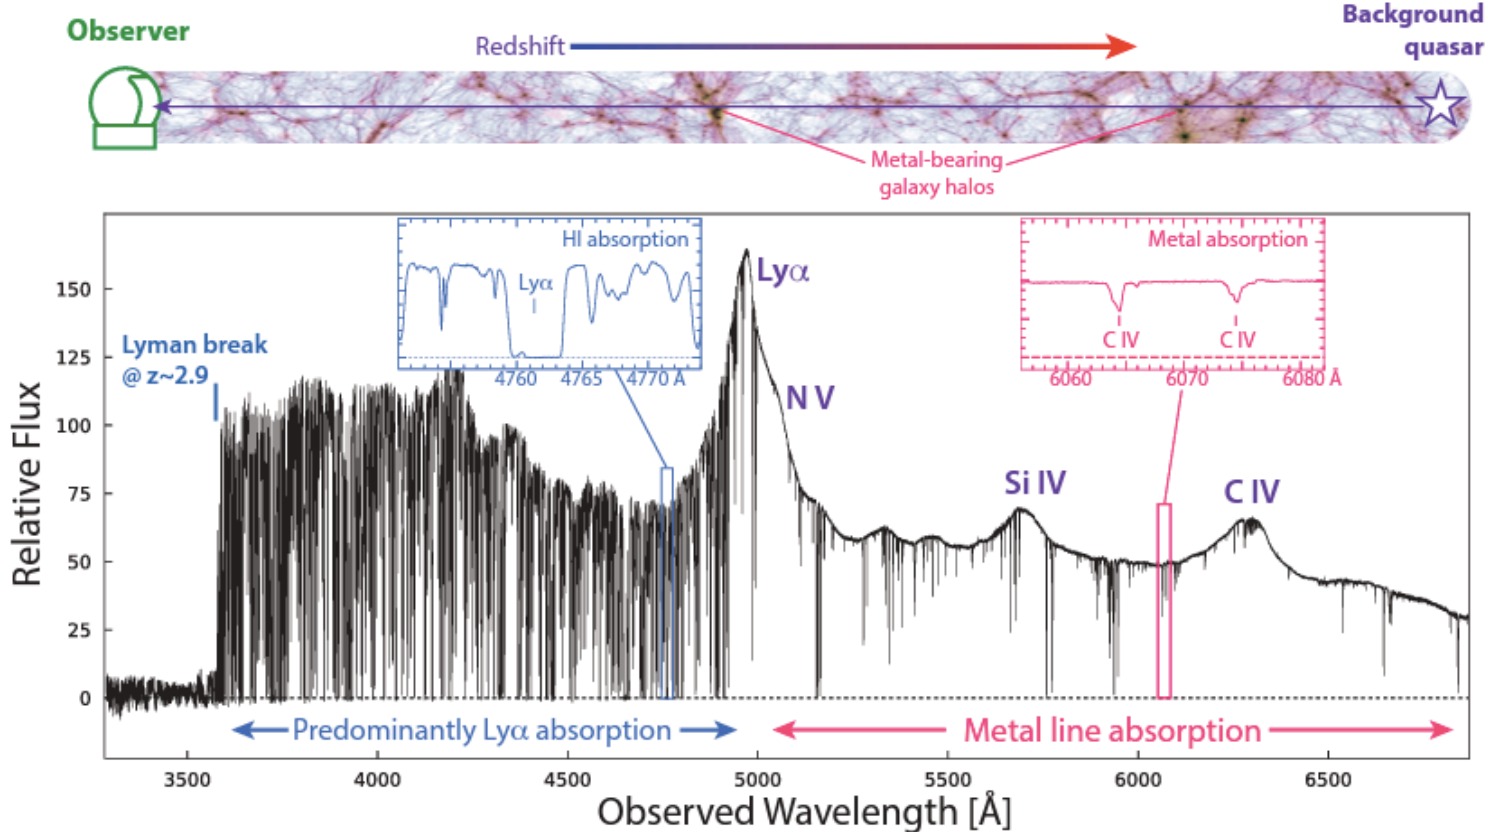 Observer
Redshift
Background
quasar
Metal-bearing
galaxy halos
HI absorption
Lyα
4760 4765 4770 Å
Metal absorption
C IV C IV
6060 6070 6080 Å
Lyα
N V
Si IV
C IV
Lyman break
@ z~2.9
Relative Flux
150
125
100
75
50
25
0
Predominantly Lyα absorption
Metal line absorption
3500 4000 4500 5000 5500 6000 6500
Observed Wavelength [Å]